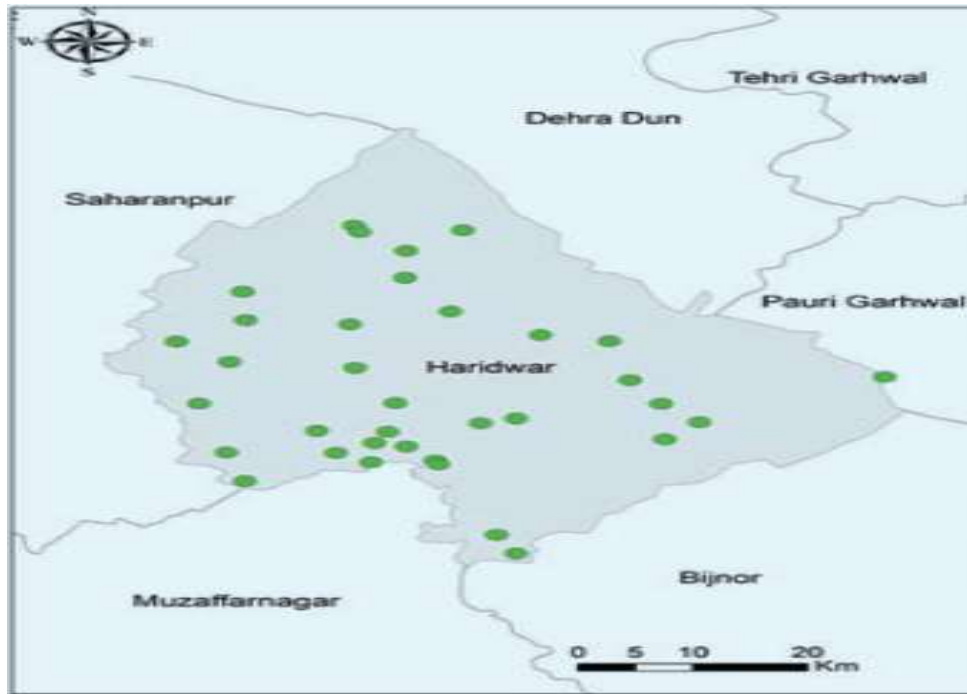 N
W E
S
Tehri Garhwal
Dehra Dun
Saharanpur
Pauri Garhwal
Haridwar
Bijnor
Muzaffarnagar
0 5 10 20
Km